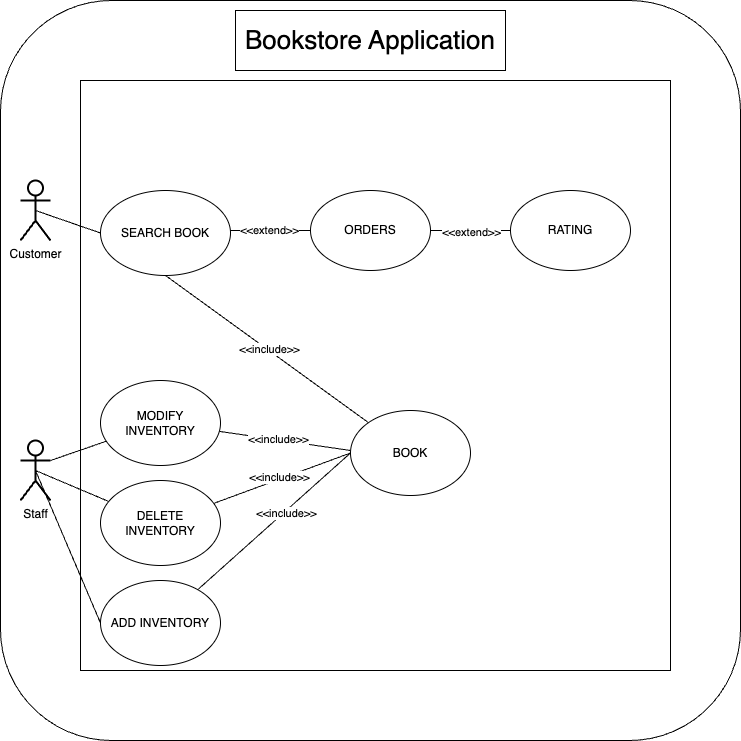 Bookstore Application
Customer
SEARCH BOOK
<<extend>>
ORDERS
<<extend>>
RATING
<<include>>
Staff
MODIFY
INVENTORY
<<include>>
BOOK
<<include>>
DELETE
INVENTORY
<<include>>
ADD INVENTORY